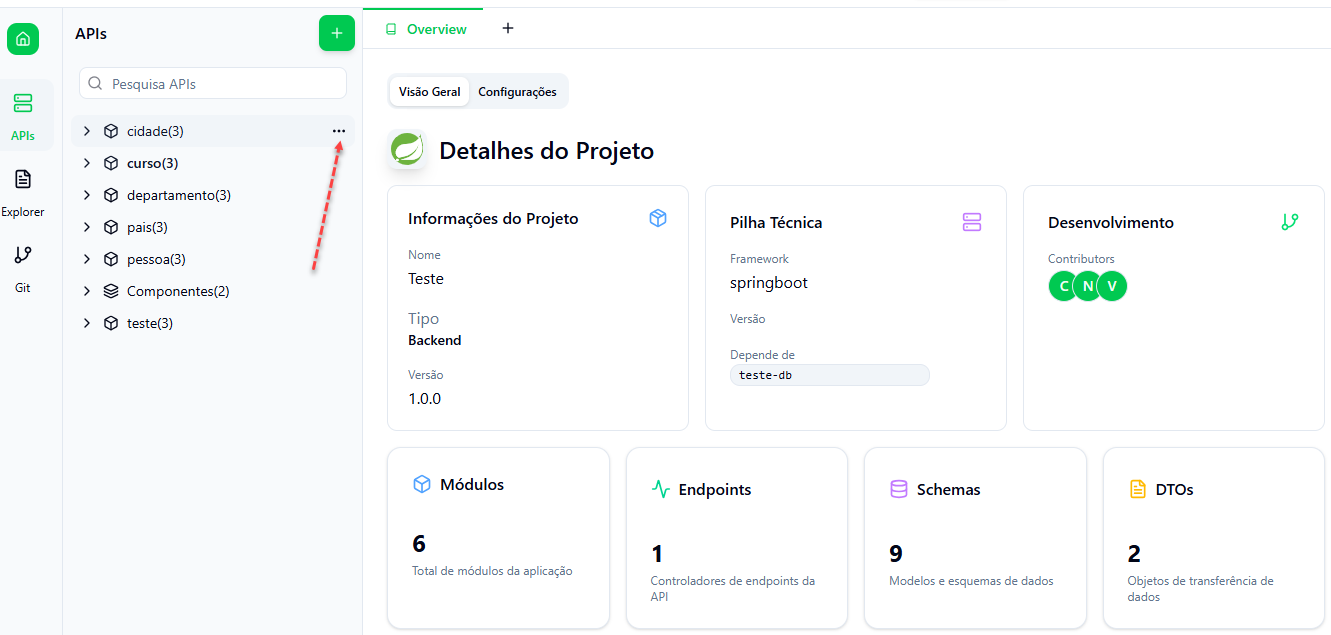 APIs
+
Overview
+
APIs
Explorer
Git
Pesquisa APIs
cidade(3)
...
curso(3)
departamento(3)
pais(3)
pessoa(3)
Componentes(2)
teste(3)
Visão Geral
Configurações
Detalhes do Projeto
Informações do Projeto
Nome
Teste
Tipo
Backend
Versão
1.0.0
Pilha Técnica
Framework
springboot
Versão
Depende de
teste-db
Desenvolvimento
Contributors
C N V
Módulos
6
Total de módulos da aplicação
Endpoints
1
Controladores de endpoints da
API
Schemas
9
Modelos e esquemas de dados
DTOs
2
Objetos de transferência de
dados